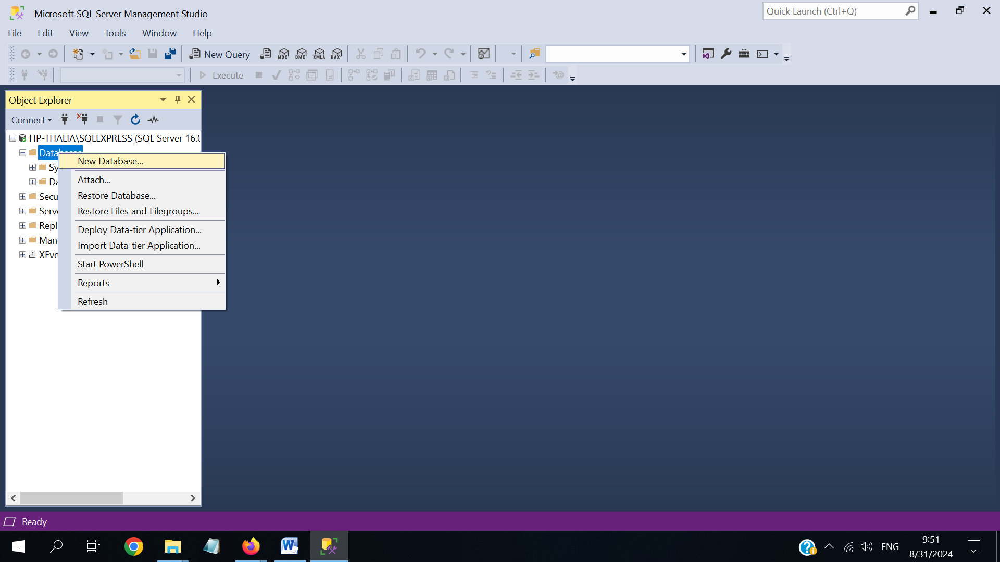 Microsoft SQL Server Management Studio
Quick Launch (Ctrl+Q)
File Edit View Tools Window Help
New Query MDX DMX XMLA DAX
Execute
Object Explorer
Connect
HP-THALIA\SQLEXPRESS (SQL Server 16.0
New Database...
Attach...
Restore Database...
Restore Files and Filegroups...
Deploy Data-tier Application...
Import Data-tier Application...
Start PowerShell
Reports
Refresh
Data
Sy
Da
Secu
Serve
Repl
Man
XEve
Ready
ENG
9:51
8/31/2024